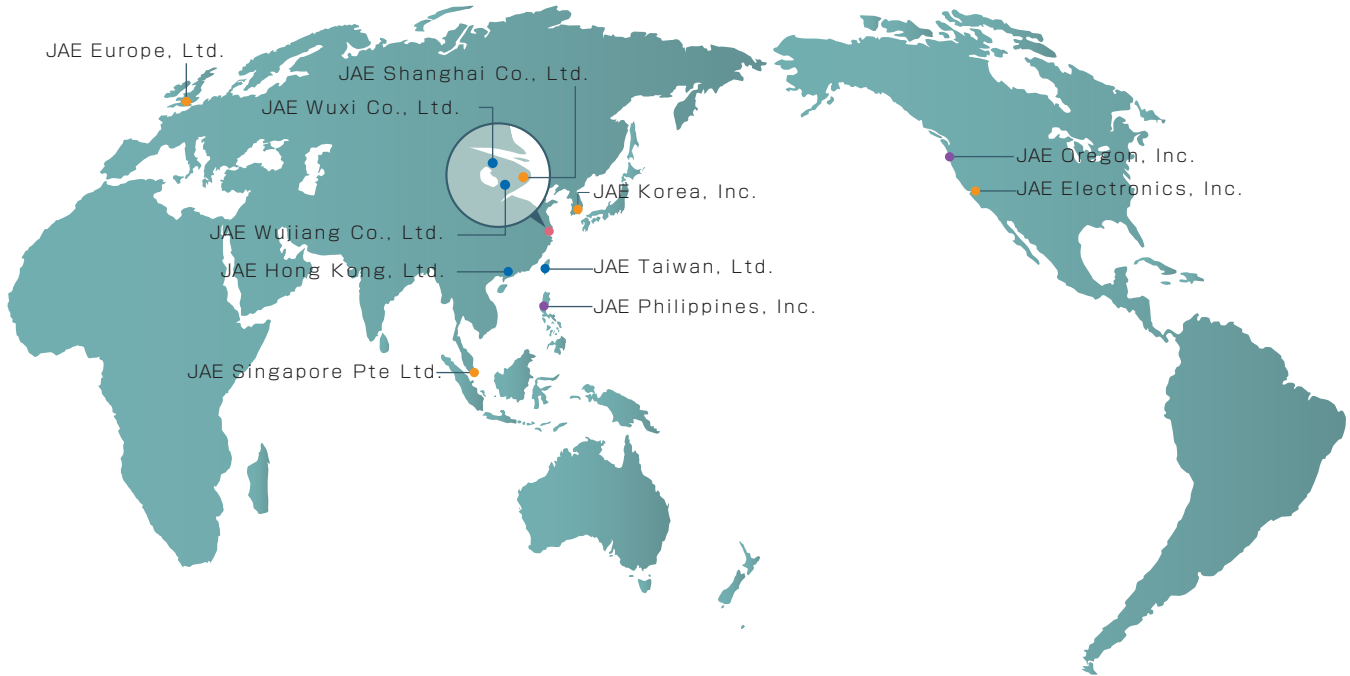 JAE Europe, Ltd.
JAE Shanghai Co., Ltd.
JAE Wuxi Co., Ltd.
JAE Oregon, Inc.
JAE Electronics, Inc.
JAE Korea, Inc.
JAE Wujiang Co., Ltd.
JAE Taiwan, Ltd.
JAE Hong Kong, Ltd.
JAE Philippines, Inc.
JAE Singapore Pte Ltd.